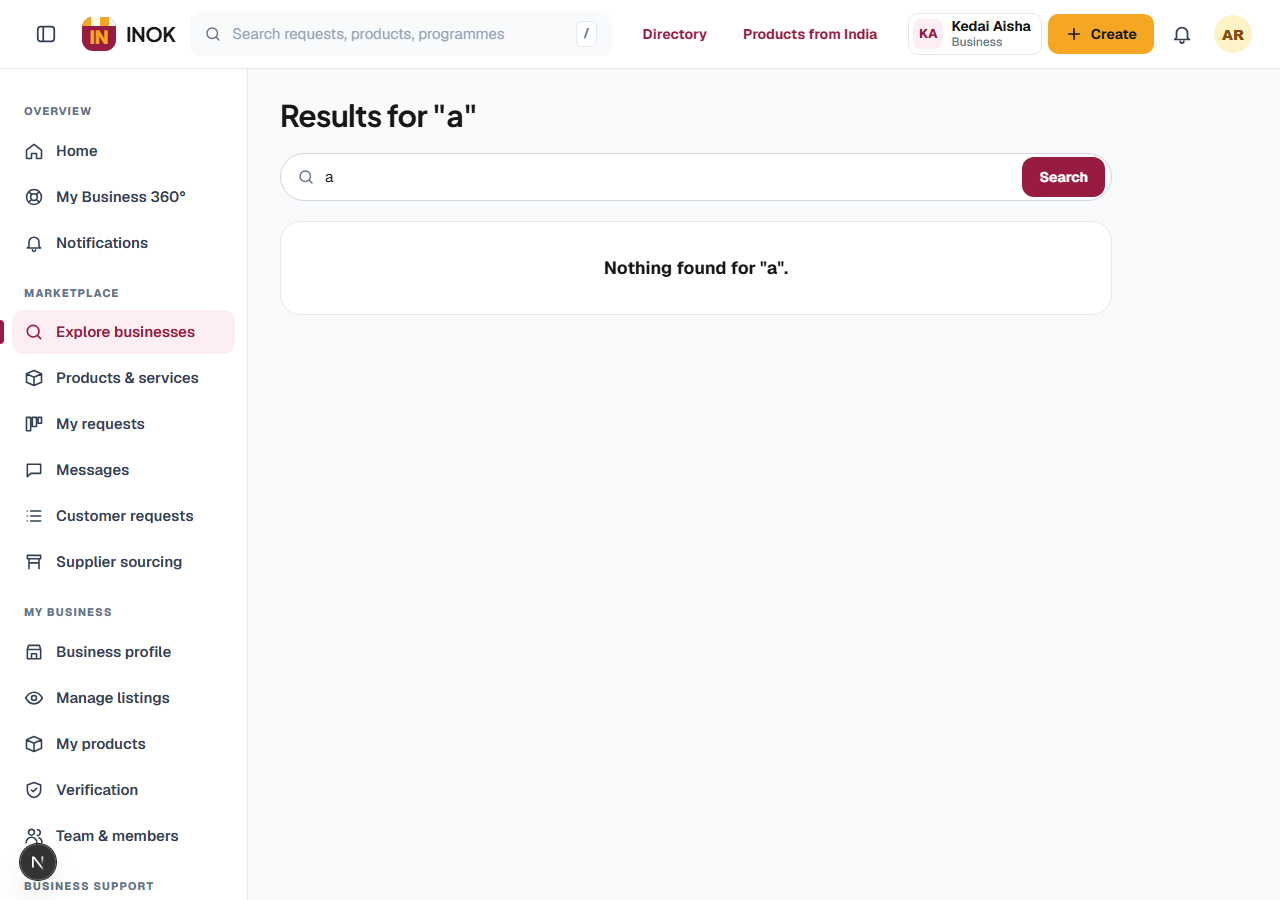 IN INOK
Search requests, products, programmes /
Directory
Products from India
KA Kedai Aisha
Business
Create
AR
OVERVIEW
Home
My Business 360°
Notifications
MARKETPLACE
Explore businesses
Products & services
My requests
Messages
Customer requests
Supplier sourcing
MY BUSINESS
Business profile
Manage listings
My products
Verification
Team & members
N
BUSINESS SUPPORT
Results for "a"
a
Search
Nothing found for "a".